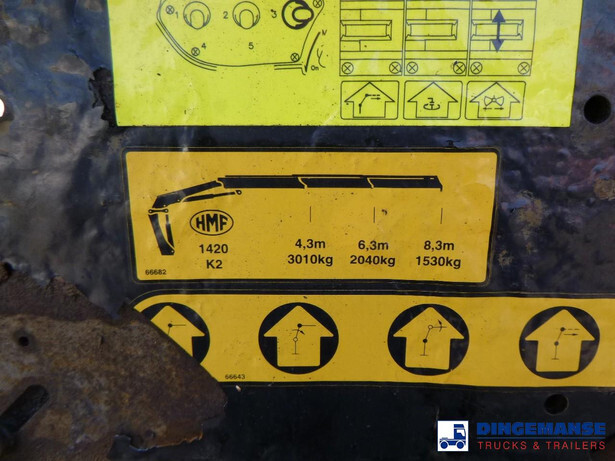 1 2 3
4 5
On
HMF
1420
K2
4,3m 6,3m 8,3m
3010kg 2040kg 1530kg
66682
66643
DINGEMANSE
TRUCKS & TRAILERS